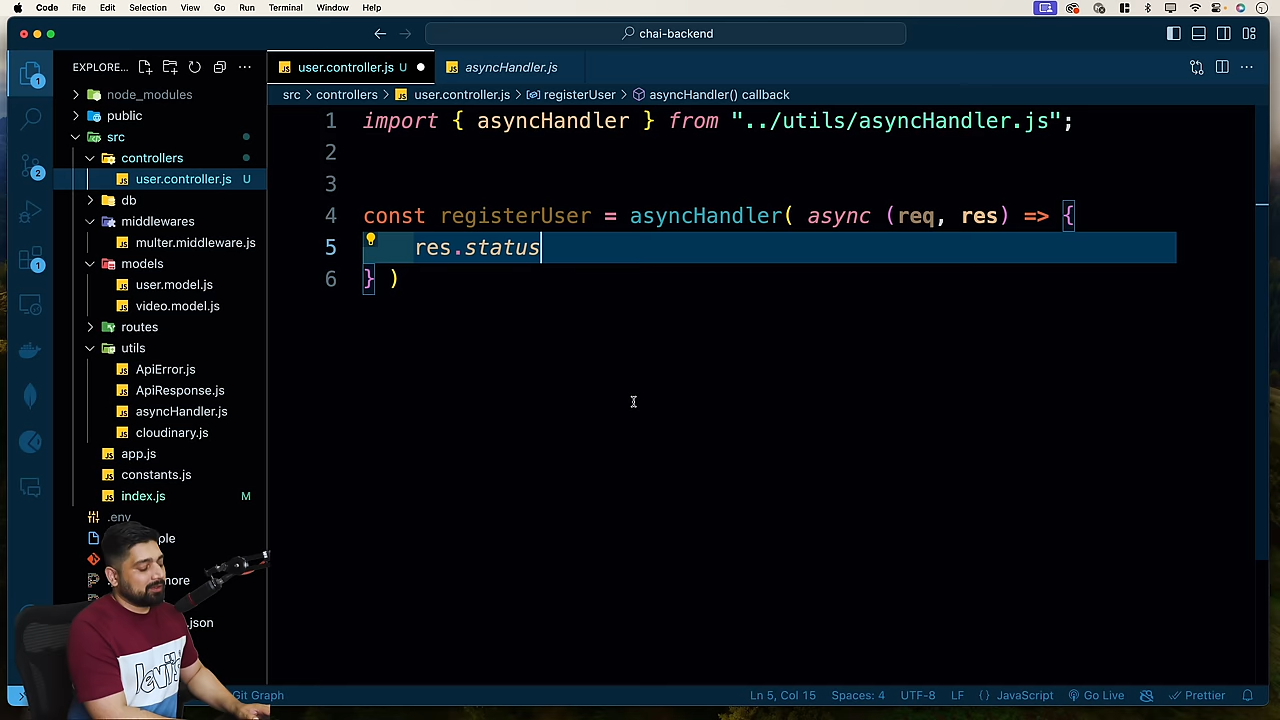 Code File Edit Selection View Go Run Terminal Window Help
chai-backend
EXPLORE...
user.controller.js U
asyncHandler.js
src > controllers > user.controller.js > registerUser > asyncHandler() callback
node_modules
public
src
controllers
user.controller.js U
db
middlewares
multer.middleware.js
models
user.model.js
video.model.js
routes
utils
ApiError.js
ApiResponse.js
asyncHandler.js
cloudinary.js
app.js
constants.js
index.js M
.env
1 import { asyncHandler } from "../utils/asyncHandler.js";
2
3
4 const registerUser = asyncHandler( async (req, res) => {
5 res.status
6 } )
1
2
1
Git Graph
Ln 5, Col 15 Spaces: 4 UTF-8 LF {} JavaScript Go Live Prettier